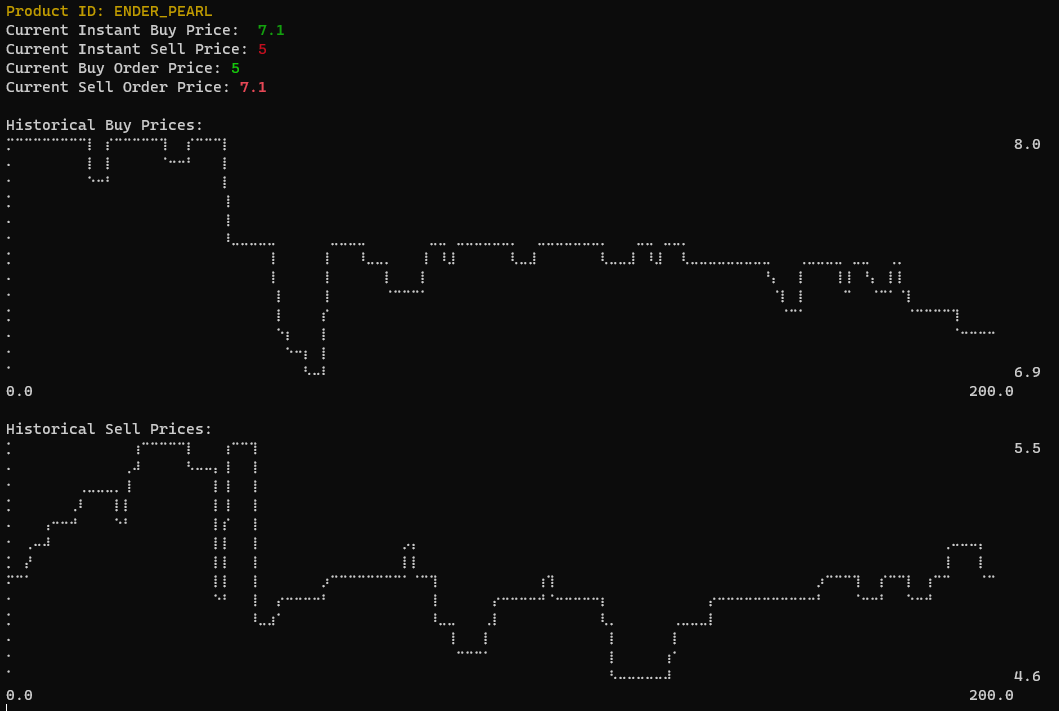 Product ID: ENDER_PEARL
Current Instant Buy Price:  7.1
Current Instant Sell Price: 5
Current Buy Order Price: 5
Current Sell Order Price: 7.1
Historical Buy Prices:
8.0
6.9
0.0 200.0
Historical Sell Prices:
5.5
4.6
0.0 200.0